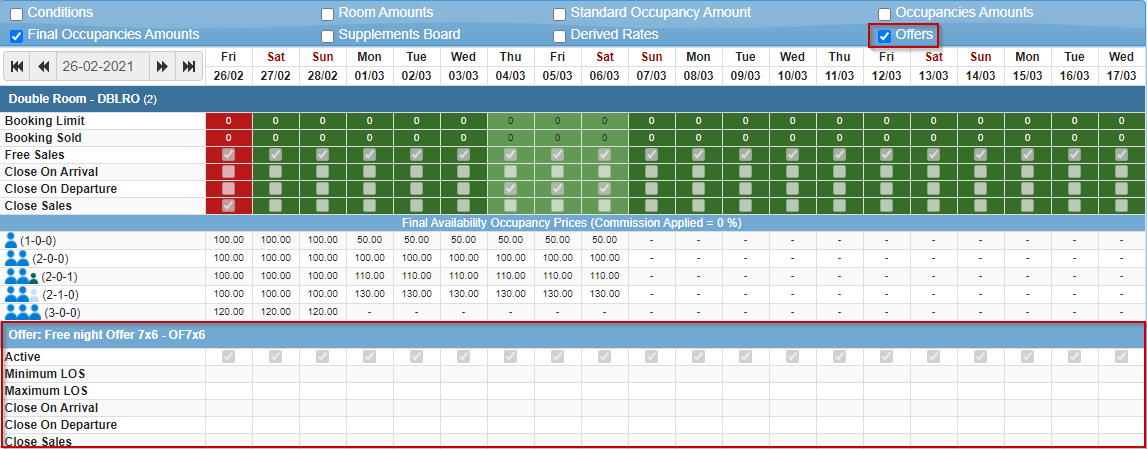 Conditions Room Amounts Standard Occupancy Amount Occupancies Amounts
Final Occupancies Amounts Supplements Board Derived Rates Offers
26-02-2021 Fri Sat Sun Mon Tue Wed Thu Fri Sat Sun Mon Tue Wed Thu Fri Sat Sun Mon Tue Wed
26/02 27/02 28/02 01/03 02/03 03/03 04/03 05/03 06/03 07/03 08/03 09/03 10/03 11/03 12/03 13/03 14/03 15/03 16/03 17/03
Double Room - DBLRO (2)
Booking Limit 0 0 0 0 0 0 0 0 0 0 0 0 0 0 0 0 0 0 0 0
Booking Sold 0 0 0 0 0 0 0 0 0 0 0 0 0 0 0 0 0 0 0 0
Free Sales
Close On Arrival
Close On Departure
Close Sales
Final Availability Occupancy Prices (Commission Applied = 0 %)
(1-0-0) 100.00 100.00 100.00 50.00 50.00 50.00 50.00 50.00 50.00 - - - - - - - - - - -
(2-0-0) 100.00 100.00 100.00 100.00 100.00 100.00 100.00 100.00 100.00 - - - - - - - - - - -
(2-0-1) 100.00 100.00 100.00 110.00 110.00 110.00 110.00 110.00 110.00 - - - - - - - - - - -
(2-1-0) 100.00 100.00 100.00 130.00 130.00 130.00 130.00 130.00 130.00 - - - - - - - - - - -
(3-0-0) 120.00 120.00 120.00 - - - - - - - - - - - - - - - - -
Offer: Free night Offer 7x6 - OF7x6
Active
Minimum LOS
Maximum LOS
Close On Arrival
Close On Departure
Close Sales